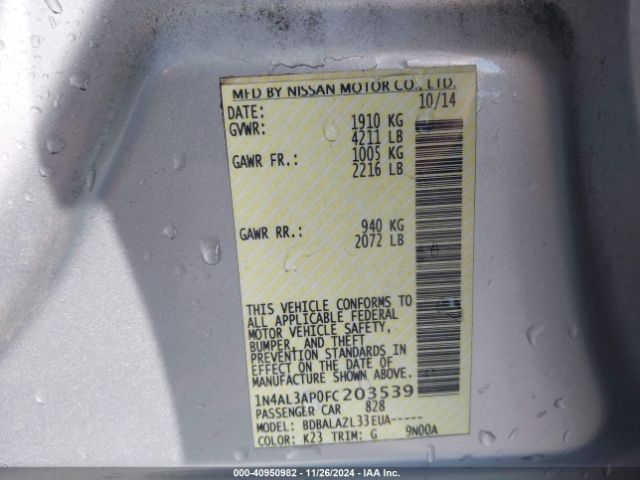 MFD BY NISSAN MOTOR CO., LTD.
DATE: 10/14
GVWR: 1910 KG
4211 LB
GAWR FR.: 1005 KG
2216 LB
GAWR RR.: 940 KG
2072 LB
THIS VEHICLE CONFORMS TO
ALL APPLICABLE FEDERAL
MOTOR VEHICLE SAFETY,
BUMPER, AND THEFT
PREVENTION STANDARDS IN
EFFECT ON THE DATE OF
MANUFACTURE SHOWN ABOVE.
1N4AL3AP0FC203539
PASSENGER CAR 828
MODEL: BDBALAZL33EUA-----
COLOR: K23 TRIM: G 9N00A
000-40950982 - 11/26/2024 - IAA Inc.